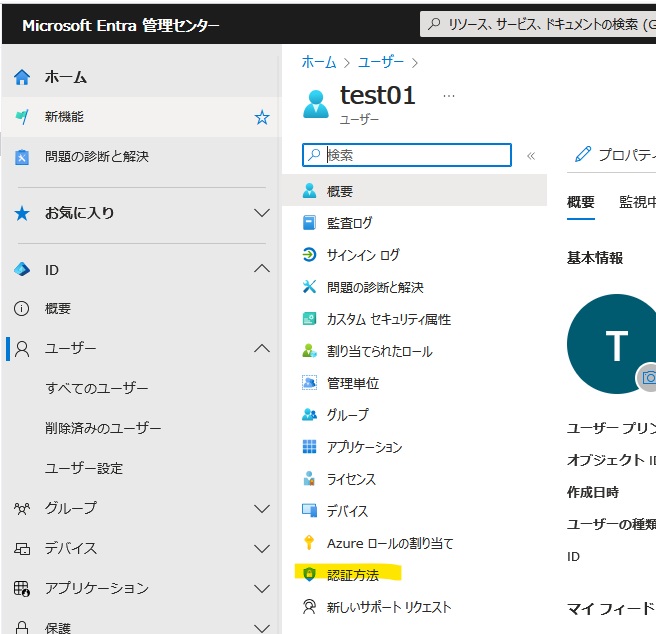 Microsoft Entra 管理センター
リソース、サービス、ドキュメントの検索 (G
ホーム
新機能
問題の診断と解決
お気に入り
ID
概要
ユーザー
すべてのユーザー
削除済みのユーザー
ユーザー設定
グループ
デバイス
アプリケーション
保護
ホーム > ユーザー >
test01 ...
ユーザー
検索
«
概要
監査ログ
サインイン ログ
問題の診断と解決
カスタム セキュリティ属性
割り当てられたロール
管理単位
グループ
アプリケーション
ライセンス
デバイス
Azure ロールの割り当て
認証方法
新しいサポート リクエスト
プロパティ
概要 監視中
基本情報
T
ユーザー プリン
オブジェクト ID
作成日時
ユーザーの種類
ID
マイ フィード